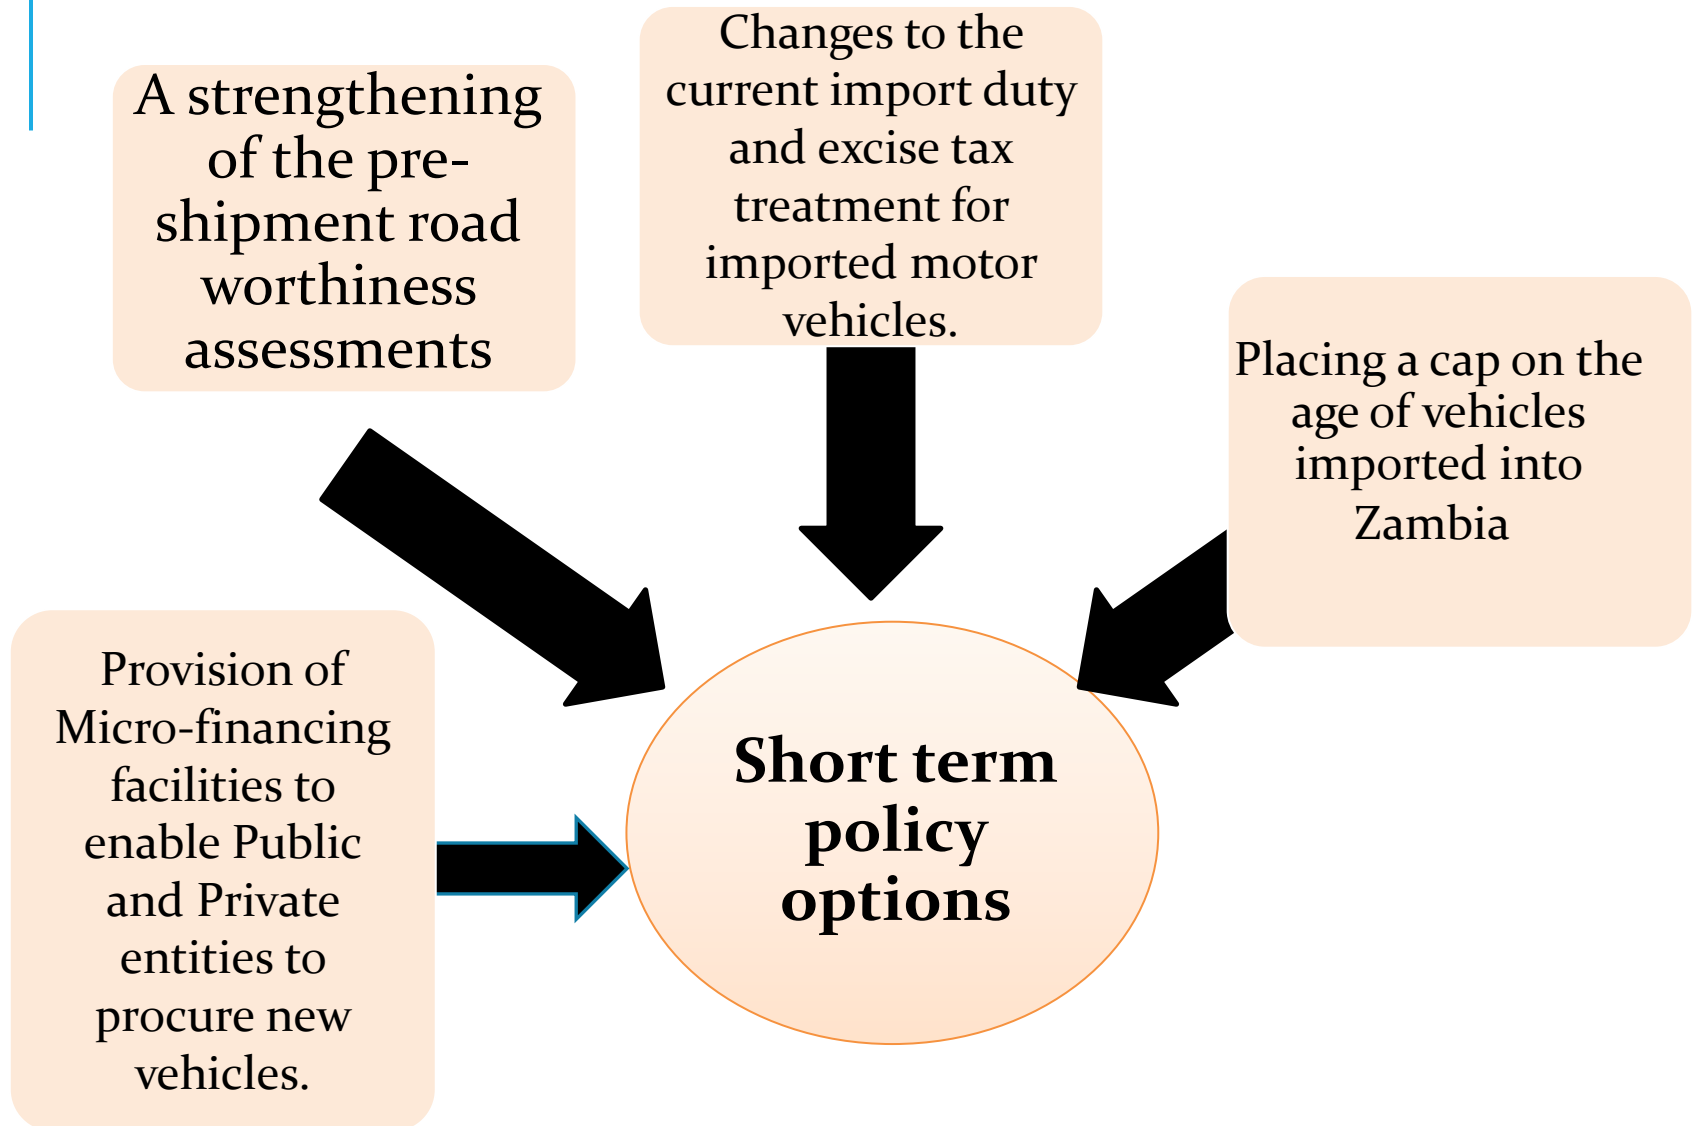 A strengthening
of the pre-
shipment road
worthiness
assessments
Changes to the
current import duty
and excise tax
treatment for
imported motor
vehicles.
Placing a cap on the
age of vehicles
imported into
Zambia
Provision of
Micro-financing
facilities to
enable Public
and Private
entities to
procure new
vehicles.
Short term
policy
options